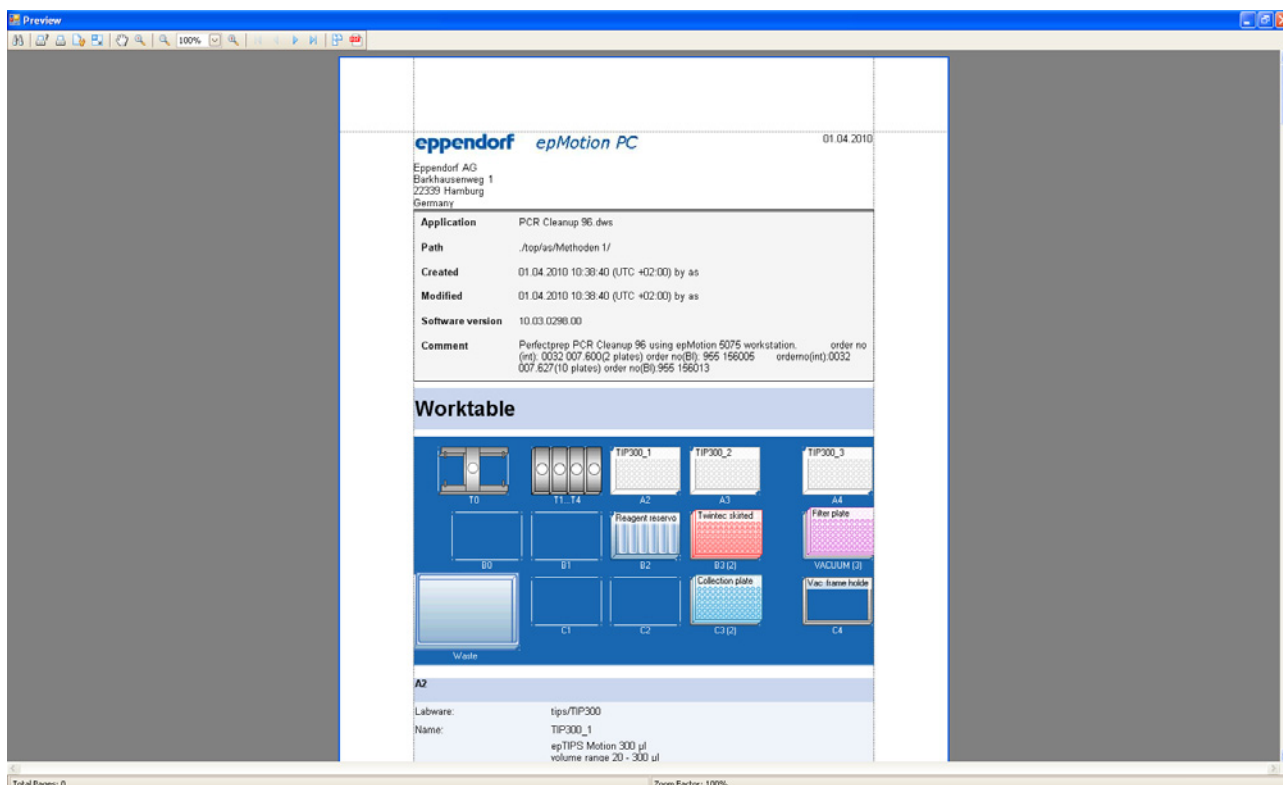 Preview
100%
eppendorf epMotion PC 01.04.2010
Eppendorf AG
Barkhausenweg 1
22339 Hamburg
Germany
Application PCR Cleanup 96.dws
Path ./top/as/Methoden 1/
Created 01.04.2010 10:38:40 (UTC +02:00) by as
Modified 01.04.2010 10:38:40 (UTC +02:00) by as
Software version 10.03.0298.00
Comment Perfectprep PCR Cleanup 96 using epMotion 5075 workstation. order no
(int): 0032 007.600(2 plates) order no(BI): 955 156005 orderno(int):0032
007.627(10 plates) order no(BI):955 156013
Worktable
TIP300_1 TIP300_2 TIP300_3
T0 T1...T4 A2 A3 A4
Reagent reservo Twintec skirted Filter plate
B0 B1 B2 B3 (2) VACUUM (3)
Collection plate Vac. frame holde
C1 C2 C3 (2) C4
Waste
A2
Labware: tips/TIP300
Name: TIP300_1
epTIPS Motion 300 µl
volume range 20 - 300 µl
Total Pages: 0 Zoom Factor: 100%